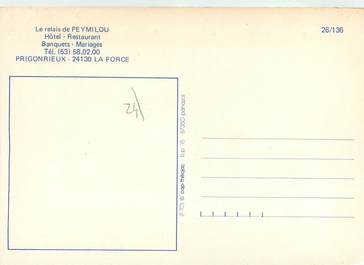 Le relais de PEYMILOU
Hôtel - Restaurant
Banquets - Mariages
Tél. (53) 58.02.00
PRIGONRIEUX - 24130 LA FORCE
26/136
24